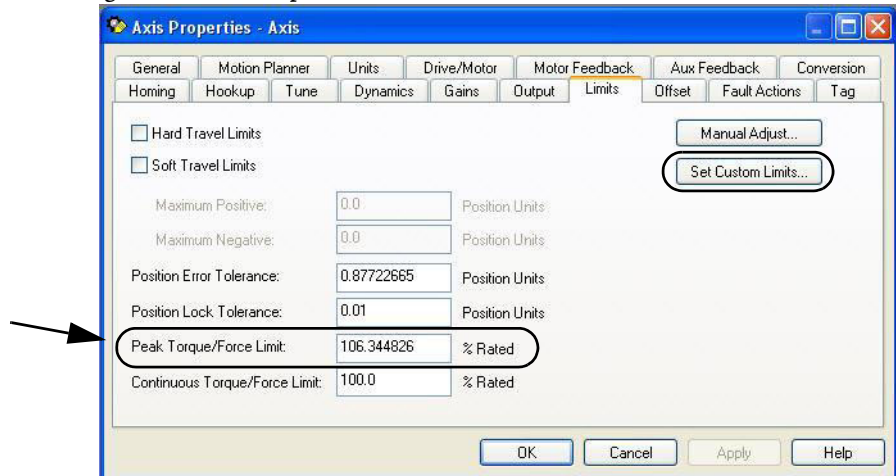 Axis Properties - Axis
General Motion Planner Units Drive/Motor Motor Feedback Aux Feedback Conversion
Homing Hookup Tune Dynamics Gains Output Limits Offset Fault Actions Tag
Hard Travel Limits Manual Adjust...
Soft Travel Limits Set Custom Limits...
Maximum Positive: 0.0 Position Units
Maximum Negative: 0.0 Position Units
Position Error Tolerance: 0.87722665 Position Units
Position Lock Tolerance: 0.01 Position Units
Peak Torque/Force Limit: 106.344826 % Rated
Continuous Torque/Force Limit: 100.0 % Rated
OK Cancel Apply Help